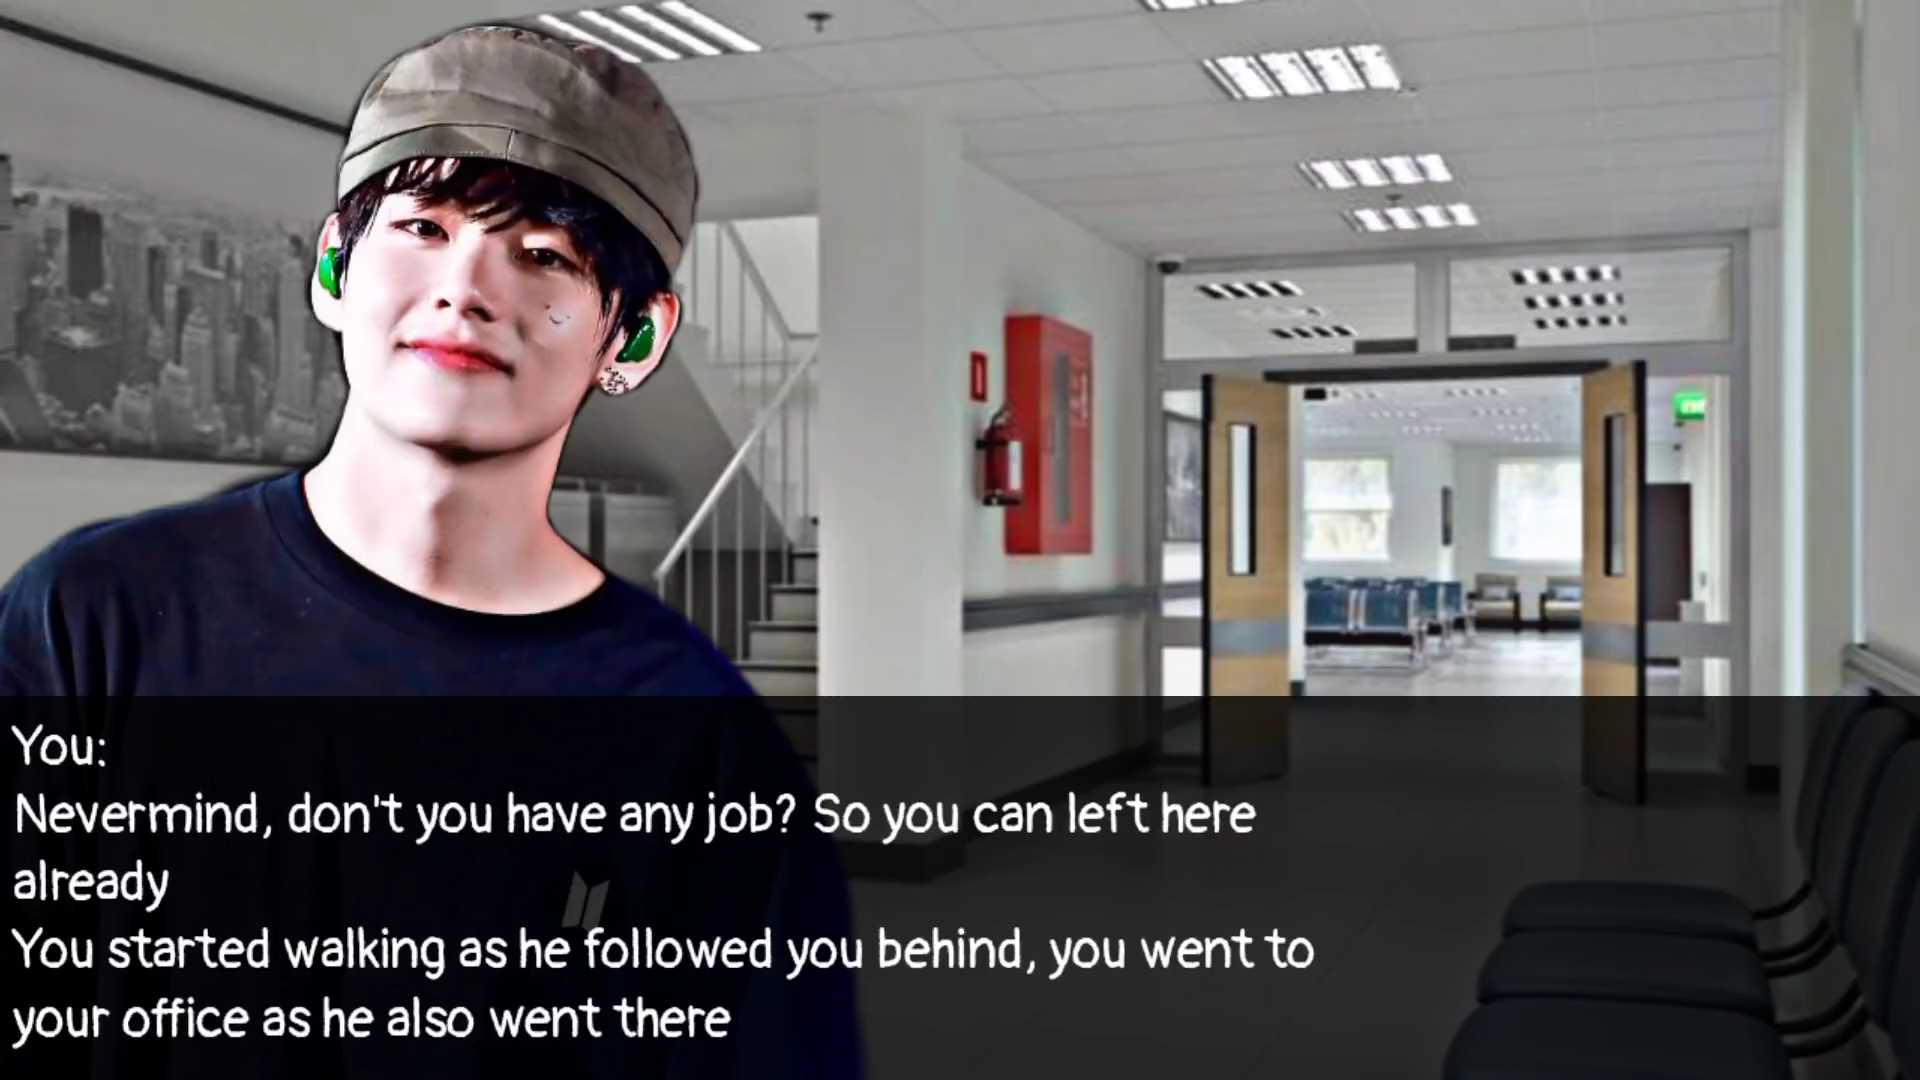 You:
Nevermind, don't you have any job? So you can left here
already
You started walking as he followed you behind, you went to
your office as he also went there